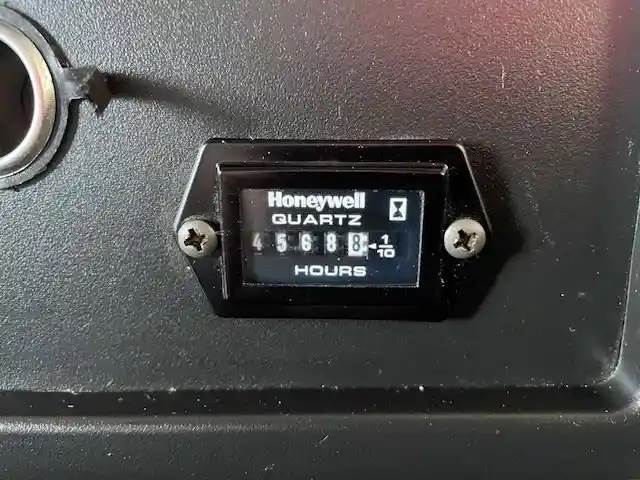 Honeywell
QUARTZ
4 5 6 8 8 ◄ 1/10
HOURS